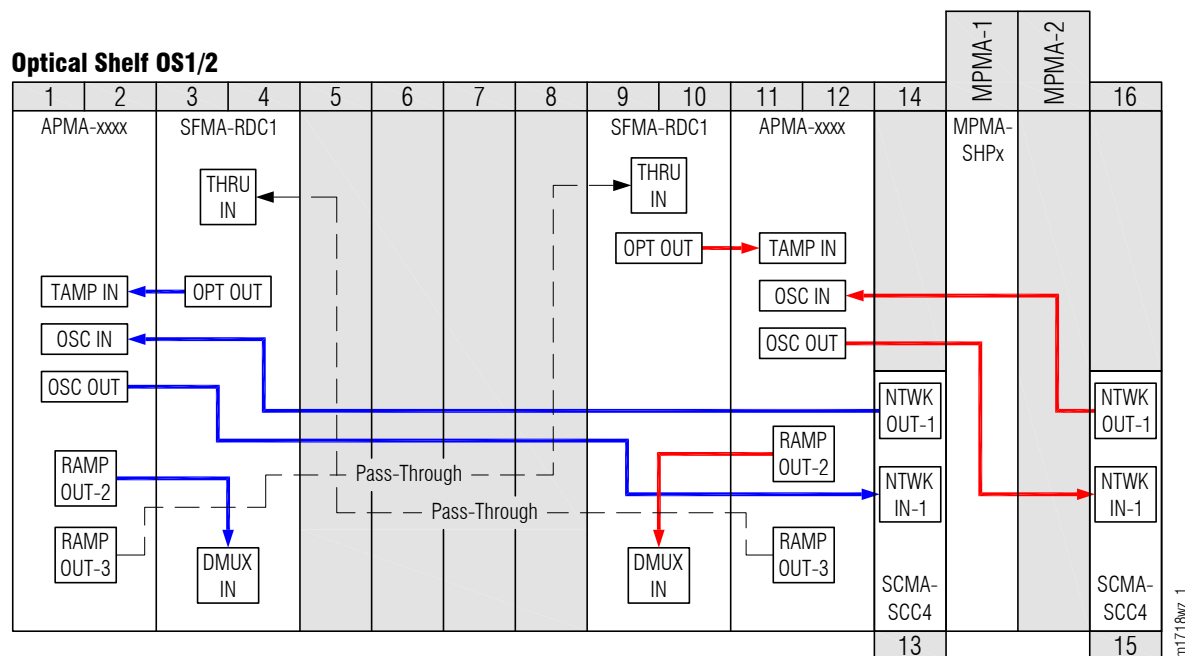 Optical Shelf OS1/2
MPMA-1
MPMA-2
1
2
3
4
5
6
7
8
9
10
11
12
14
16
APMA-xxxx
SFMA-RDC1
SFMA-RDC1
APMA-xxxx
MPMA-
SHPx
THRU
IN
THRU
IN
OPT OUT
TAMP IN
TAMP IN
OPT OUT
OSC IN
OSC IN
OSC OUT
OSC OUT
NTWK
OUT-1
NTWK
OUT-1
RAMP
OUT-2
RAMP
OUT-2
Pass-Through
NTWK
IN-1
NTWK
IN-1
Pass-Through
RAMP
OUT-3
DMUX
IN
DMUX
IN
RAMP
OUT-3
SCMA-
SCC4
SCMA-
SCC4
13
15